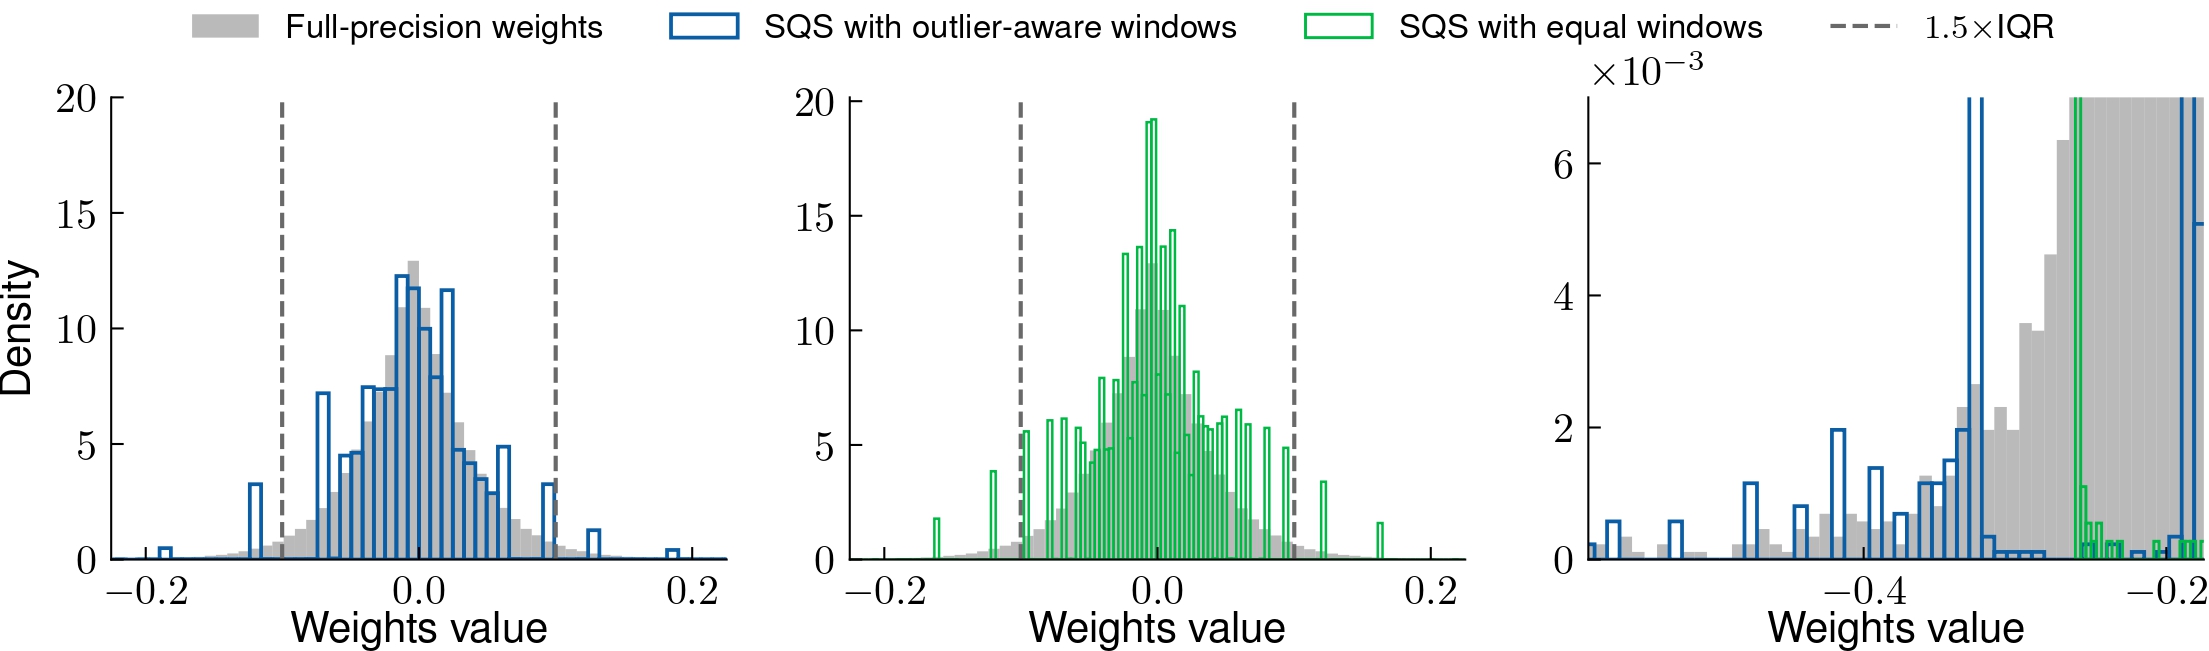 Full-precision weights SQS with outlier-aware windows SQS with equal windows 1.5×IQR
×10⁻³
Density
20
15
10
5
0
−0.2 0.0 0.2
Weights value
20
15
10
5
0
−0.2 0.0 0.2
Weights value
6
4
2
0
−0.4 −0.2
Weights value